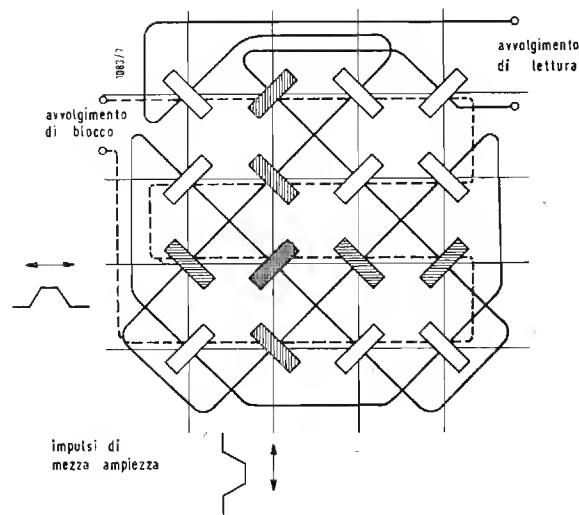 avvolgimento
di lettura
1083/7
avvolgimento
di blocco
impulsi di
mezza ampiezza